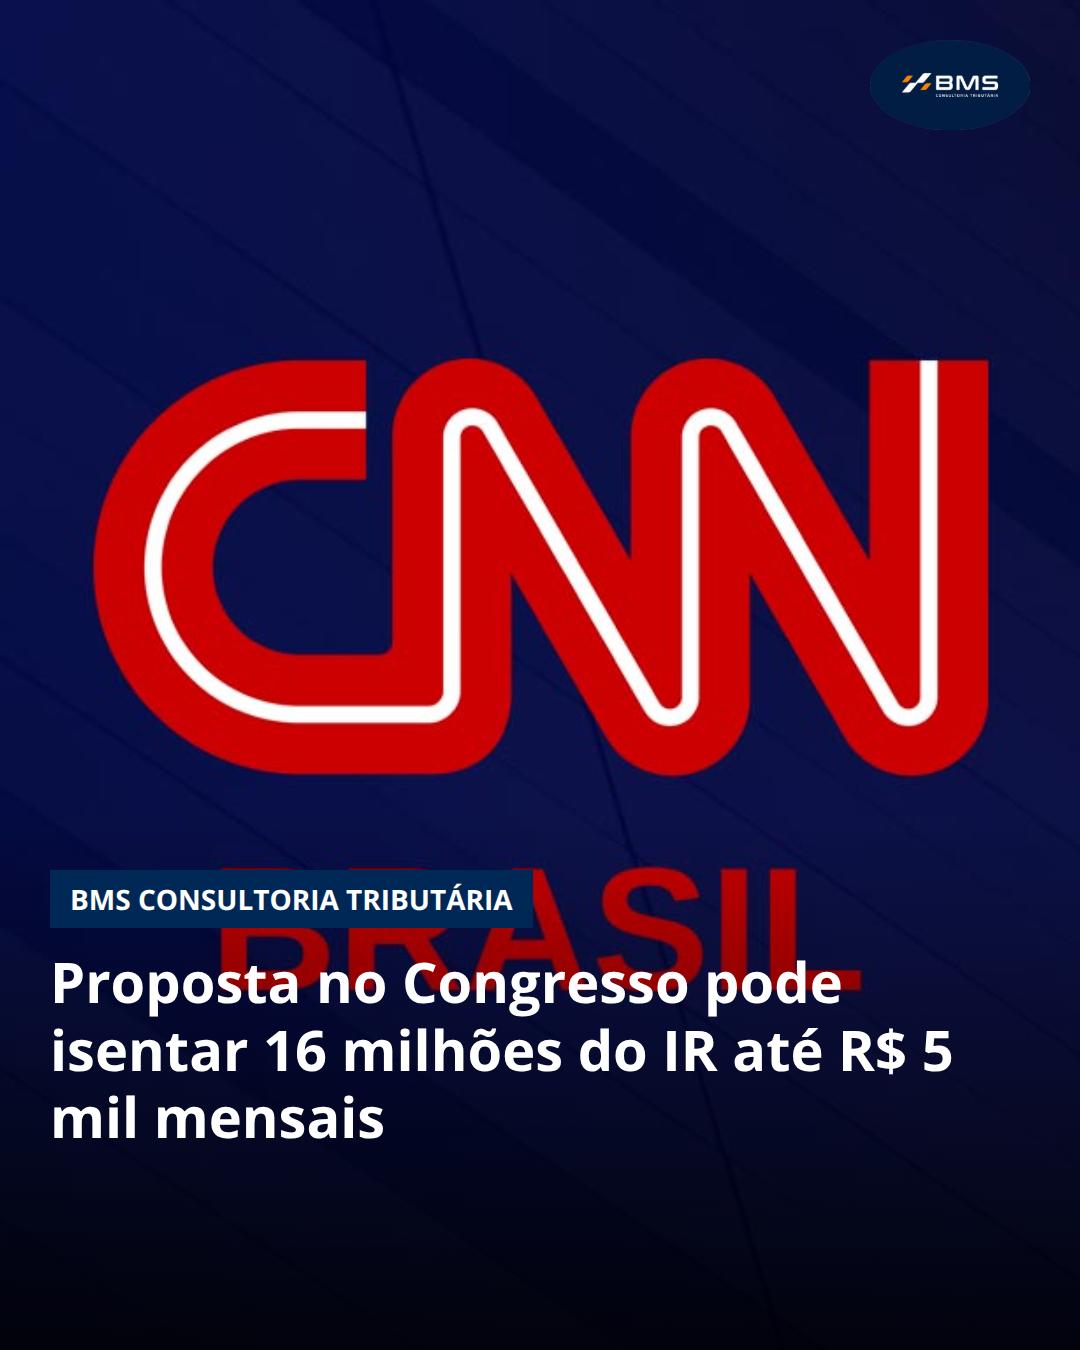 BMS
CONSULTORIA TRIBUTÁRIA
CNN
BRASIL
BMS CONSULTORIA TRIBUTÁRIA
Proposta no Congresso pode
isentar 16 milhões do IR até R$ 5
mil mensais